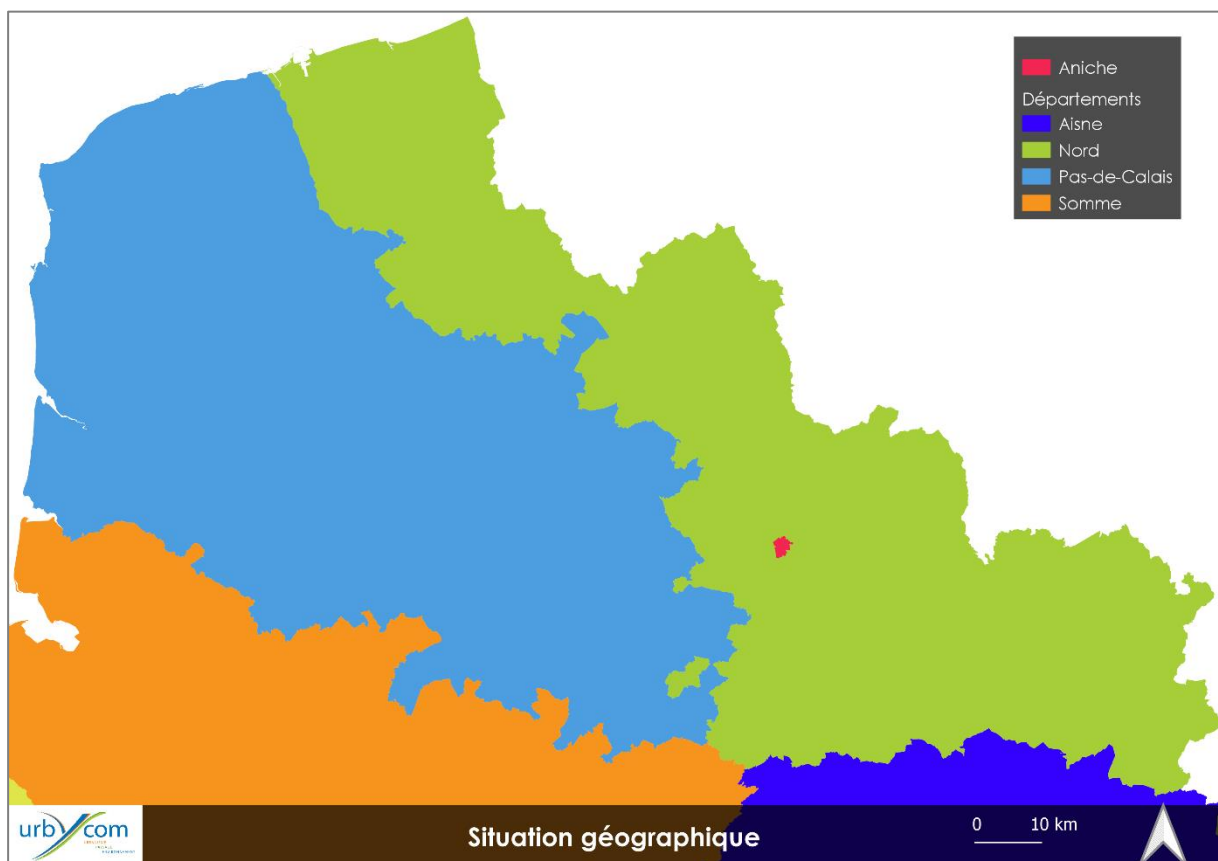 Aniche
Départements
Aisne
Nord
Pas-de-Calais
Somme
urbycom
Situation géographique
0 10 km